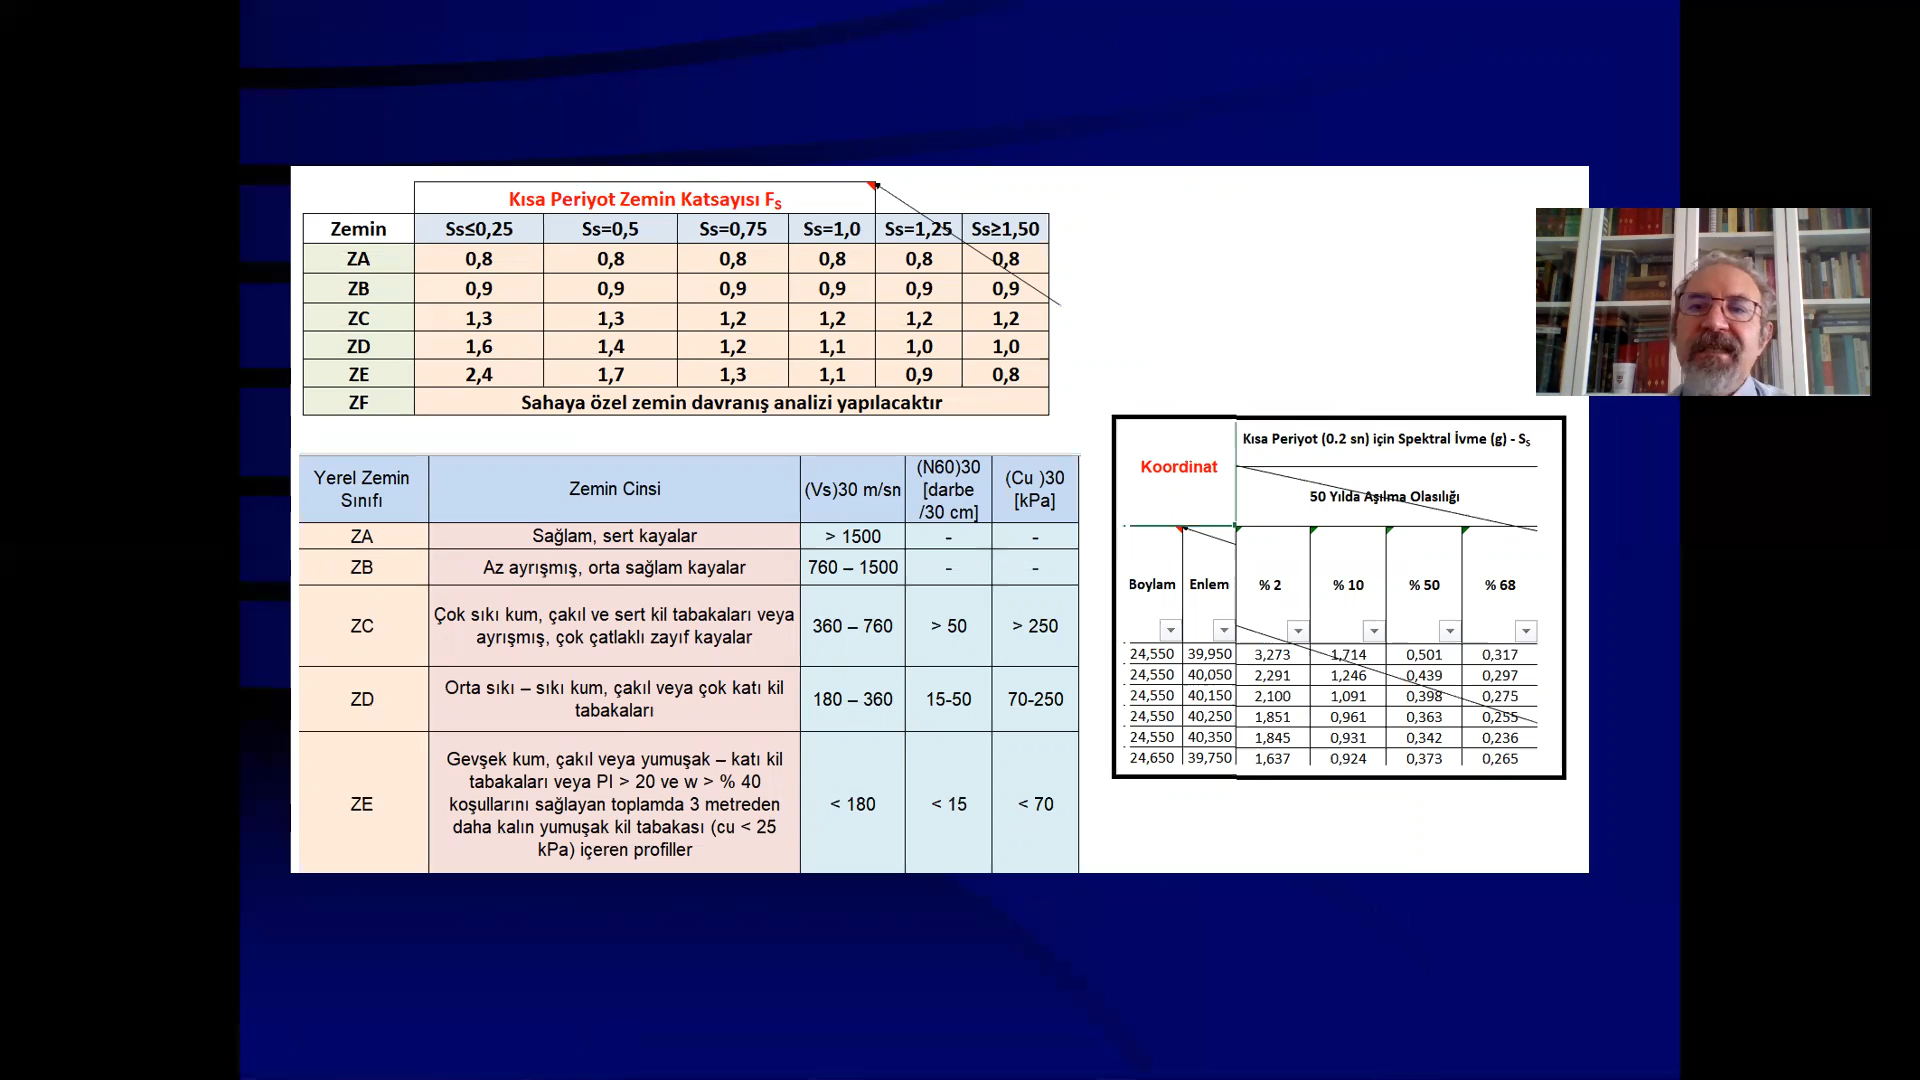 Kısa Periyot Zemin Katsayısı FS
Zemin Ss≤0,25 Ss=0,5 Ss=0,75 Ss=1,0 Ss=1,25 Ss≥1,50
ZA 0,8 0,8 0,8 0,8 0,8 0,8
ZB 0,9 0,9 0,9 0,9 0,9 0,9
ZC 1,3 1,3 1,2 1,2 1,2 1,2
ZD 1,6 1,4 1,2 1,1 1,0 1,0
ZE 2,4 1,7 1,3 1,1 0,9 0,8
ZF Sahaya özel zemin davranış analizi yapılacaktır
Yerel Zemin
Sınıfı
Zemin Cinsi
(Vs)30 m/sn
(N60)30
[darbe
/30 cm]
(Cu )30
[kPa]
ZA Sağlam, sert kayalar > 1500 - -
ZB Az ayrışmış, orta sağlam kayalar 760 – 1500 - -
ZC
Çok sıkı kum, çakıl ve sert kil tabakaları veya
ayrışmış, çok çatlaklı zayıf kayalar
360 – 760 > 50 > 250
ZD
Orta sıkı – sıkı kum, çakıl veya çok katı kil
tabakaları
180 – 360 15-50 70-250
ZE
Gevşek kum, çakıl veya yumuşak – katı kil
tabakaları veya PI > 20 ve w > % 40
koşullarını sağlayan toplamda 3 metreden
daha kalın yumuşak kil tabakası (cu < 25
kPa) içeren profiller
< 180 < 15 < 70
Koordinat
Kısa Periyot (0.2 sn) için Spektral İvme (g) - SS
50 Yılda Aşılma Olasılığı
Boylam Enlem % 2 % 10 % 50 % 68
24,550 39,950 3,273 1,714 0,501 0,317
24,550 40,050 2,291 1,246 0,439 0,297
24,550 40,150 2,100 1,091 0,398 0,275
24,550 40,250 1,851 0,961 0,363 0,255
24,550 40,350 1,845 0,931 0,342 0,236
24,650 39,750 1,637 0,924 0,373 0,265